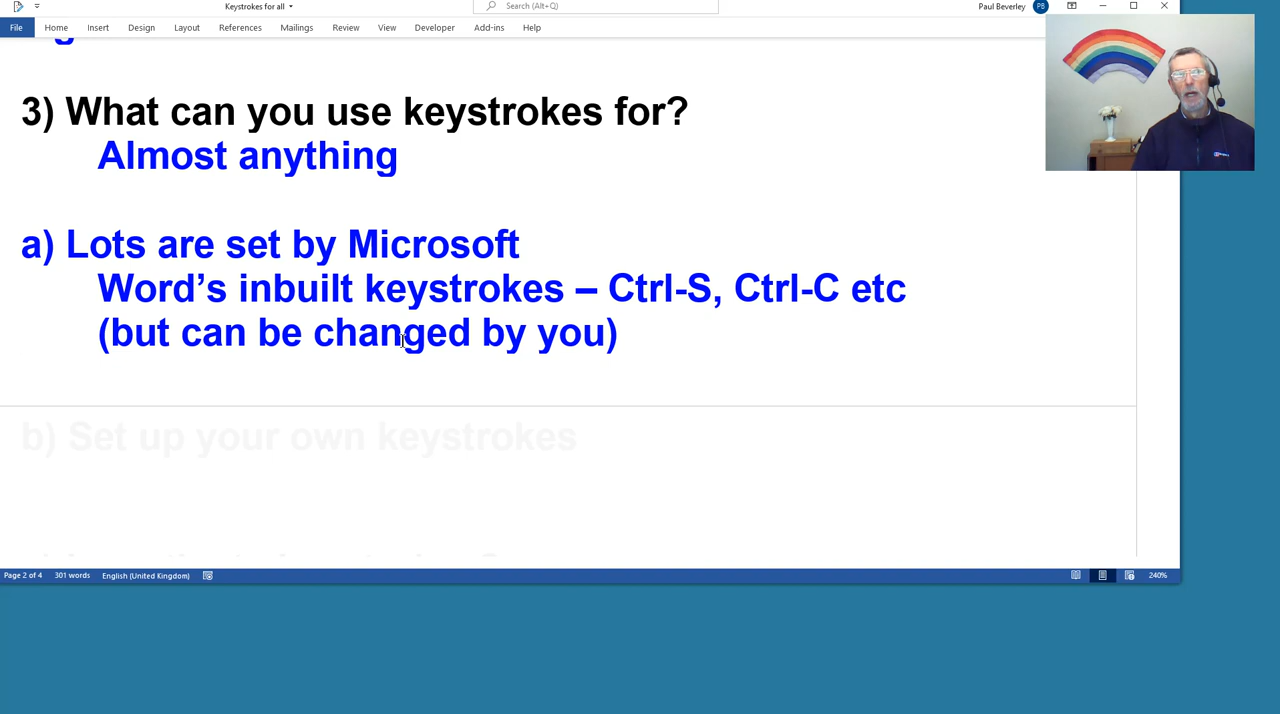 Keystrokes for all
Search (Alt+Q)
Paul Beverley
PB
File Home Insert Design Layout References Mailings Review View Developer Add-ins Help
3) What can you use keystrokes for?
Almost anything
a) Lots are set by Microsoft
Word’s inbuilt keystrokes – Ctrl-S, Ctrl-C etc
(but can be changed by you)
b) Set up your own keystrokes
Page 2 of 4 301 words English (United Kingdom) 240%